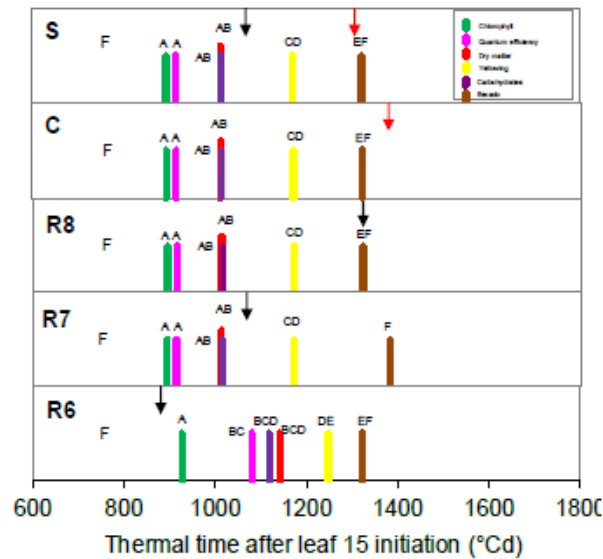 S
F
A A
AB
AB
CD
EF
Chlorophyll
Quantum efficiency
Dry matter
Yellowing
Carbohydrates
C
F
A A
AB
AB
CD
EF
R8
F
A A
AB
AB
CD
EF
R7
F
A A
AB
AB
CD
F
R6
F
A
BC
BCD
BCD
DE
EF
600 800 1000 1200 1400 1600 1800
Thermal time after leaf 15 initiation (°Cd)